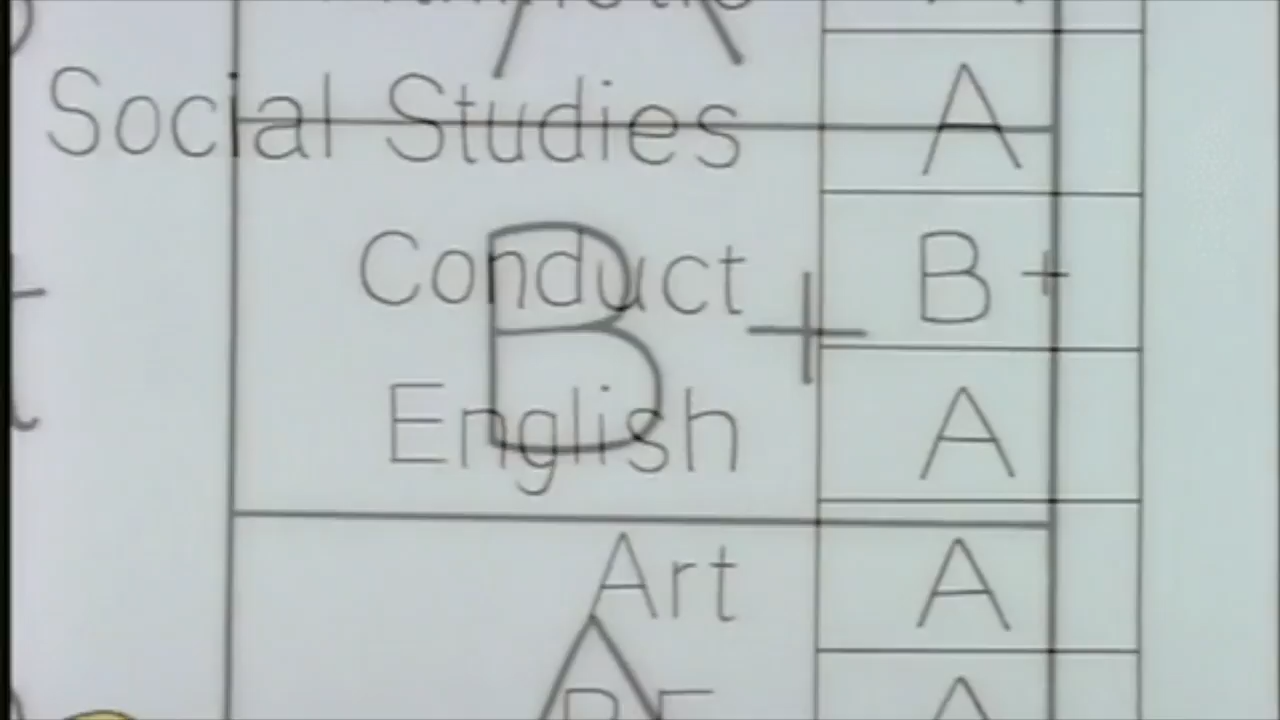 Social Studies A
Conduct B+
B+
English A
Art A
A